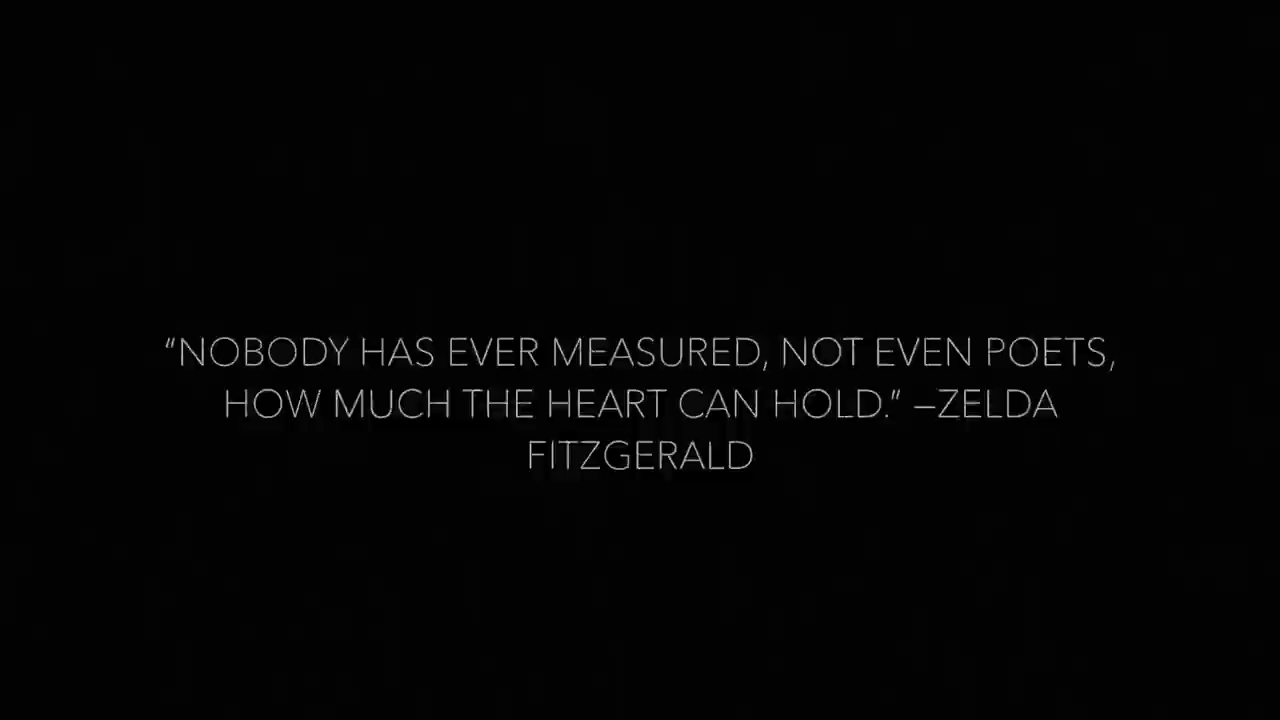 “NOBODY HAS EVER MEASURED, NOT EVEN POETS,
HOW MUCH THE HEART CAN HOLD.” –ZELDA
FITZGERALD